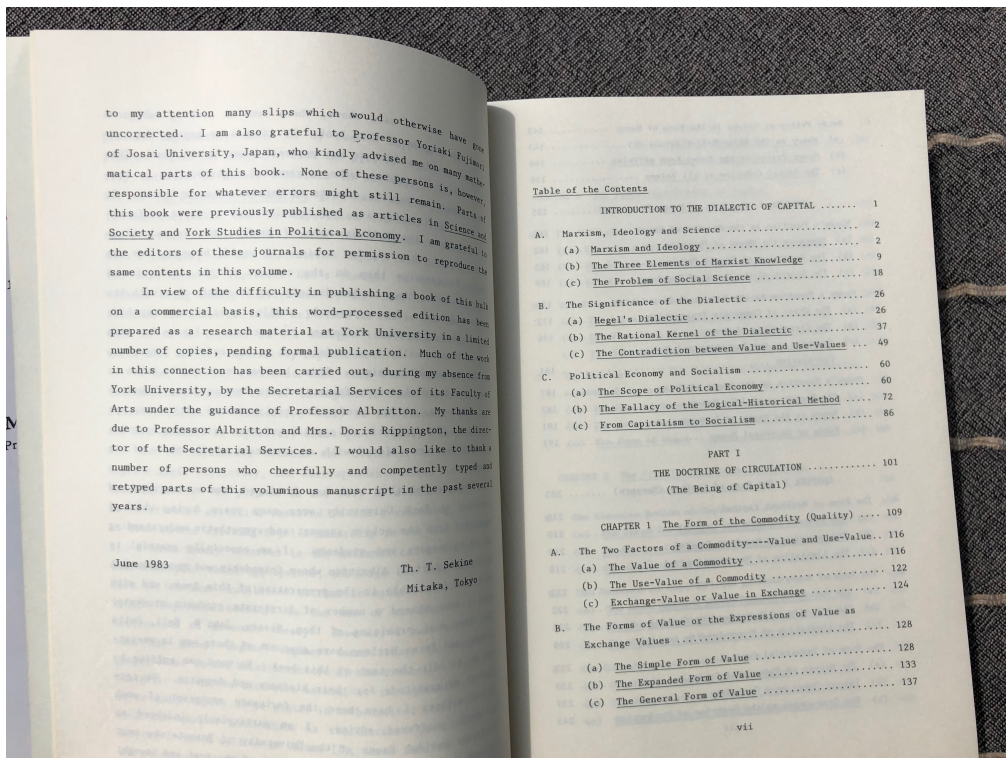 to my attention many slips which would otherwise have gone
uncorrected. I am also grateful to Professor Yoriaki Fujimori
of Josai University, Japan, who kindly advised me on many mathe-
matical parts of this book. None of these persons is, however,
responsible for whatever errors might still remain. Parts of
this book were previously published as articles in Science and
Society and York Studies in Political Economy. I am grateful to
the editors of these journals for permission to reproduce the
same contents in this volume.
In view of the difficulty in publishing a book of this bulk
on a commercial basis, this word-processed edition has been
prepared as a research material at York University in a limited
number of copies, pending formal publication. Much of the work
in this connection has been carried out, during my absence from
York University, by the Secretarial Services of its Faculty of
Arts under the guidance of Professor Albritton. My thanks are
due to Professor Albritton and Mrs. Doris Rippington, the direc-
tor of the Secretarial Services. I would also like to thank a
number of persons who cheerfully and competently typed and
retyped parts of this voluminous manuscript in the past several
years.
June 1983
Th. T. Sekine
Mitaka, Tokyo
Table of the Contents
INTRODUCTION TO THE DIALECTIC OF CAPITAL ....... 1
A. Marxism, Ideology and Science .................... 2
(a) Marxism and Ideology ........................ 2
(b) The Three Elements of Marxist Knowledge ........ 9
(c) The Problem of Social Science ................ 18
B. The Significance of the Dialectic ................ 26
(a) Hegel's Dialectic ........................... 26
(b) The Rational Kernel of the Dialectic .......... 37
(c) The Contradiction between Value and Use-Values ... 49
C. Political Economy and Socialism .................. 60
(a) The Scope of Political Economy ................ 60
(b) The Fallacy of the Logical-Historical Method ..... 72
(c) From Capitalism to Socialism .................. 86
PART I
THE DOCTRINE OF CIRCULATION ............ 101
(The Being of Capital)
CHAPTER 1 The Form of the Commodity (Quality) .... 109
A. The Two Factors of a Commodity----Value and Use-Value.. 116
(a) The Value of a Commodity ..................... 116
(b) The Use-Value of a Commodity ................. 122
(c) Exchange-Value or Value in Exchange ............ 124
B. The Forms of Value or the Expressions of Value as
Exchange Values ................................ 128
(a) The Simple Form of Value ..................... 128
(b) The Expanded Form of Value ................... 133
(c) The General Form of Value .................... 137
vii